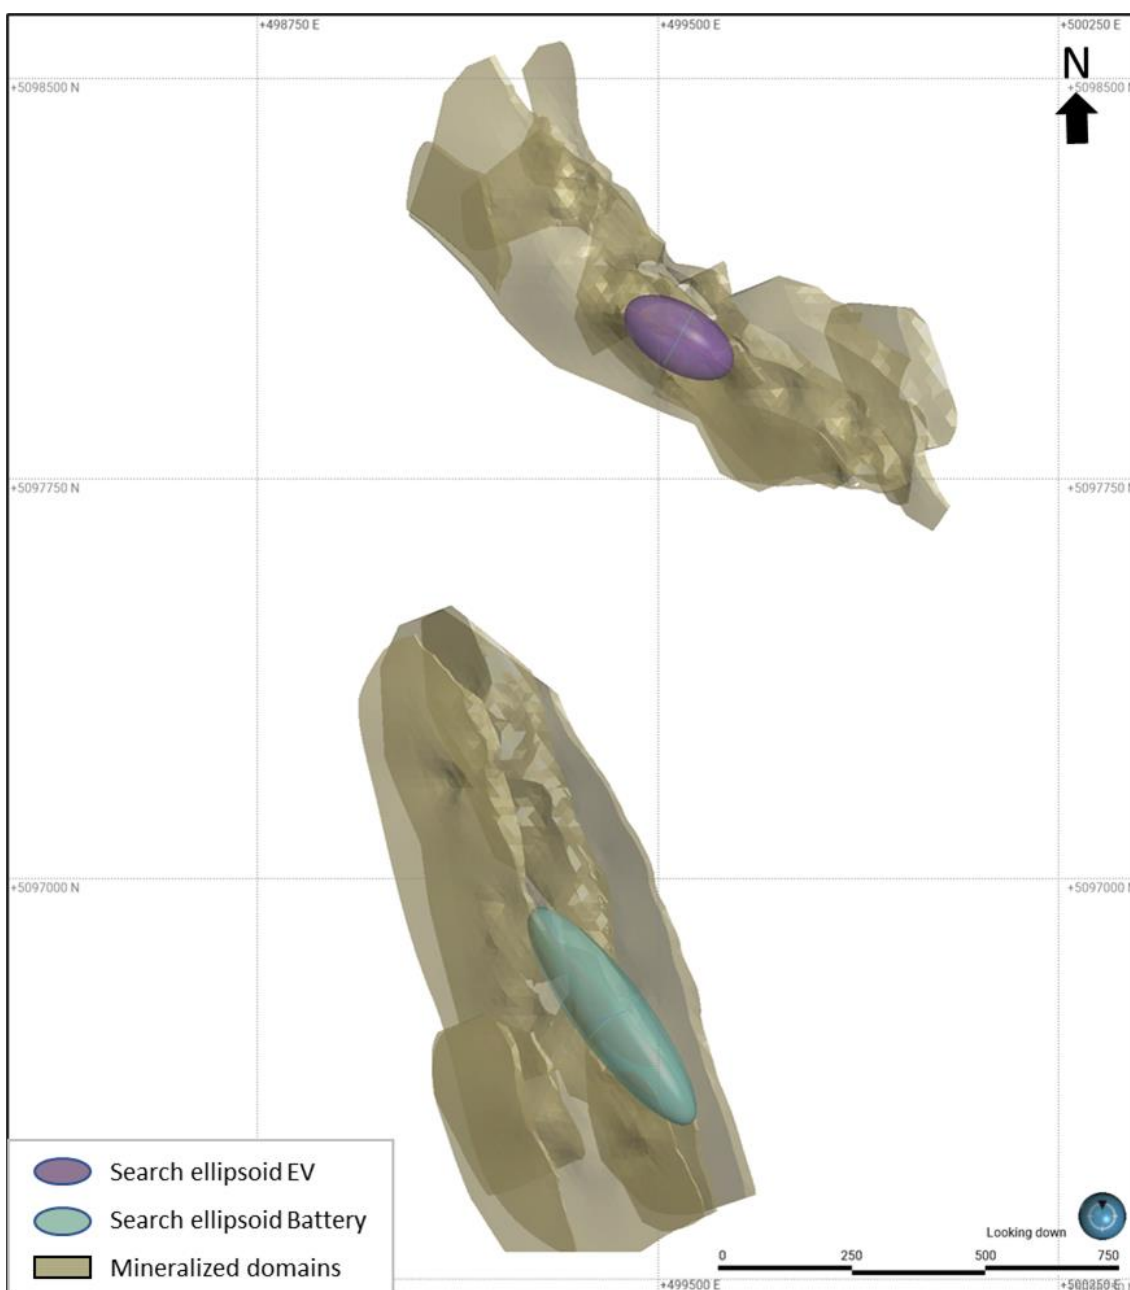 +498750 E
+499500 E
+500250 E
N
+5098500 N
+5098500 N
+5097750 N
+5097750 N
+5097000 N
+5097000 N
Search ellipsoid EV
Search ellipsoid Battery
Mineralized domains
Looking down
0 250 500 750
+499500 E
+500250 E